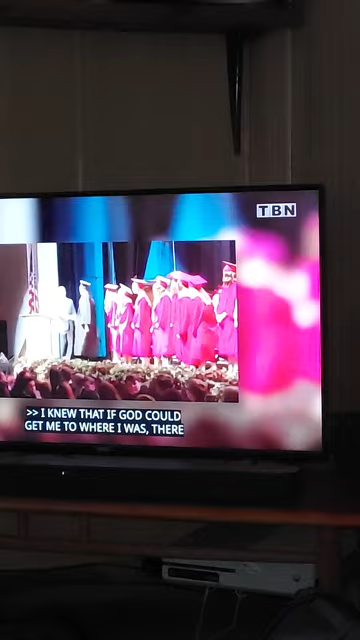 TBN
>> I KNEW THAT IF GOD COULD
GET ME TO WHERE I WAS, THERE